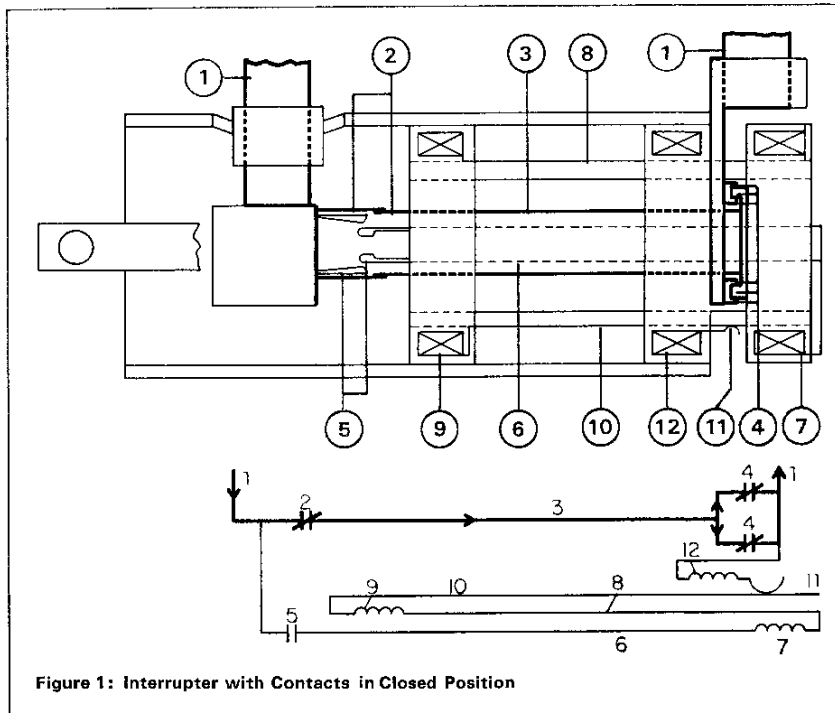 1 2 3 8 1
5 9 6 10 12 11 4 7
1 2 3 4 1
4
12
9 10 8 11
5 6 7
Figure 1: Interrupter with Contacts in Closed Position